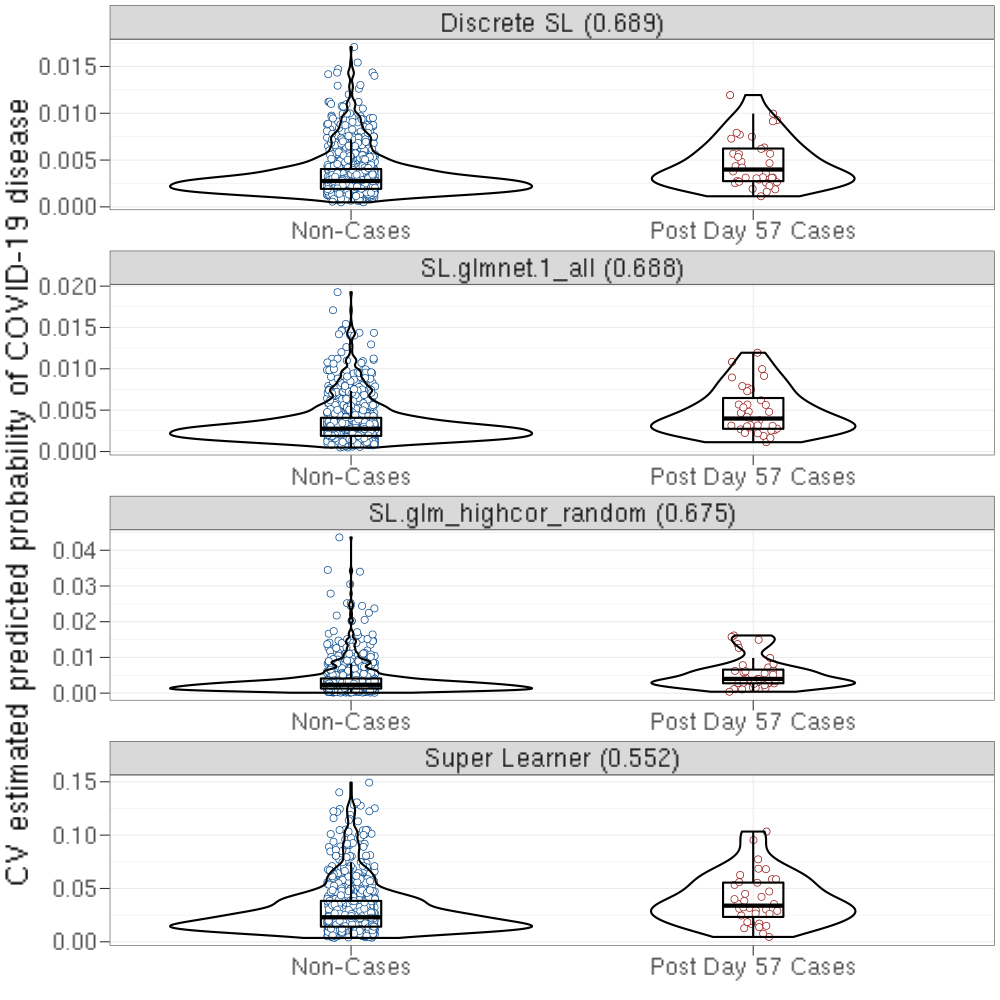 CV estimated predicted probability of COVID-19 disease
Discrete SL (0.689)
0.015
0.010
0.005
0.000
Non-Cases Post Day 57 Cases
SL.glmnet.1_all (0.688)
0.020
0.015
0.010
0.005
0.000
Non-Cases Post Day 57 Cases
SL.glm_highcor_random (0.675)
0.04
0.03
0.02
0.01
0.00
Non-Cases Post Day 57 Cases
Super Learner (0.552)
0.15
0.10
0.05
0.00
Non-Cases Post Day 57 Cases